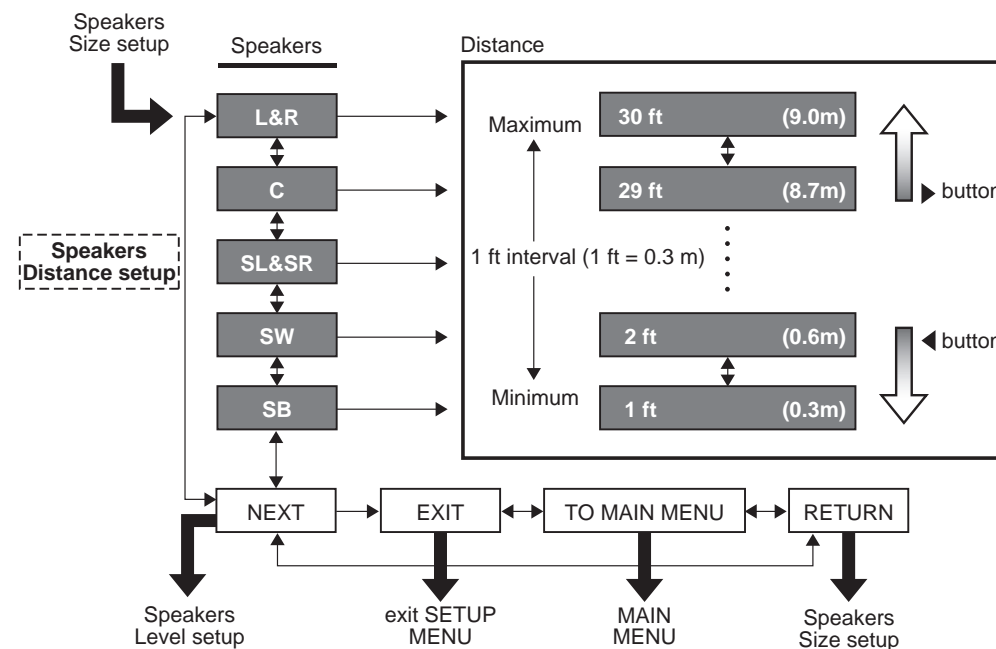 Speakers
Size setup
Speakers
Distance
L&R
C
SL&SR
SW
SB
Speakers
Distance setup
Maximum
30 ft (9.0m)
29 ft (8.7m)
▶ button
1 ft interval (1 ft = 0.3 m)
2 ft (0.6m)
◀ button
Minimum
1 ft (0.3m)
NEXT
EXIT
TO MAIN MENU
RETURN
Speakers
Level setup
exit SETUP
MENU
MAIN
MENU
Speakers
Size setup